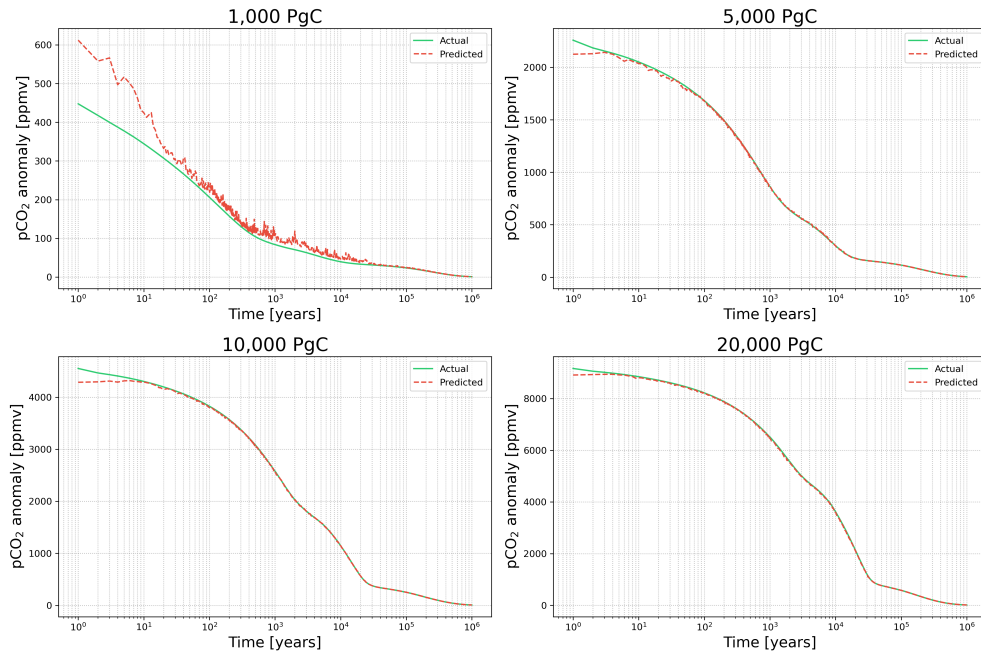 1,000 PgC
pCO₂ anomaly [ppmv]
600
500
400
300
200
100
0
Actual
Predicted
10⁰ 10¹ 10² 10³ 10⁴ 10⁵ 10⁶
Time [years]
5,000 PgC
pCO₂ anomaly [ppmv]
2000
1500
1000
500
0
Actual
Predicted
10⁰ 10¹ 10² 10³ 10⁴ 10⁵ 10⁶
Time [years]
10,000 PgC
pCO₂ anomaly [ppmv]
4000
3000
2000
1000
0
Actual
Predicted
10⁰ 10¹ 10² 10³ 10⁴ 10⁵ 10⁶
Time [years]
20,000 PgC
pCO₂ anomaly [ppmv]
8000
6000
4000
2000
0
Actual
Predicted
10⁰ 10¹ 10² 10³ 10⁴ 10⁵ 10⁶
Time [years]